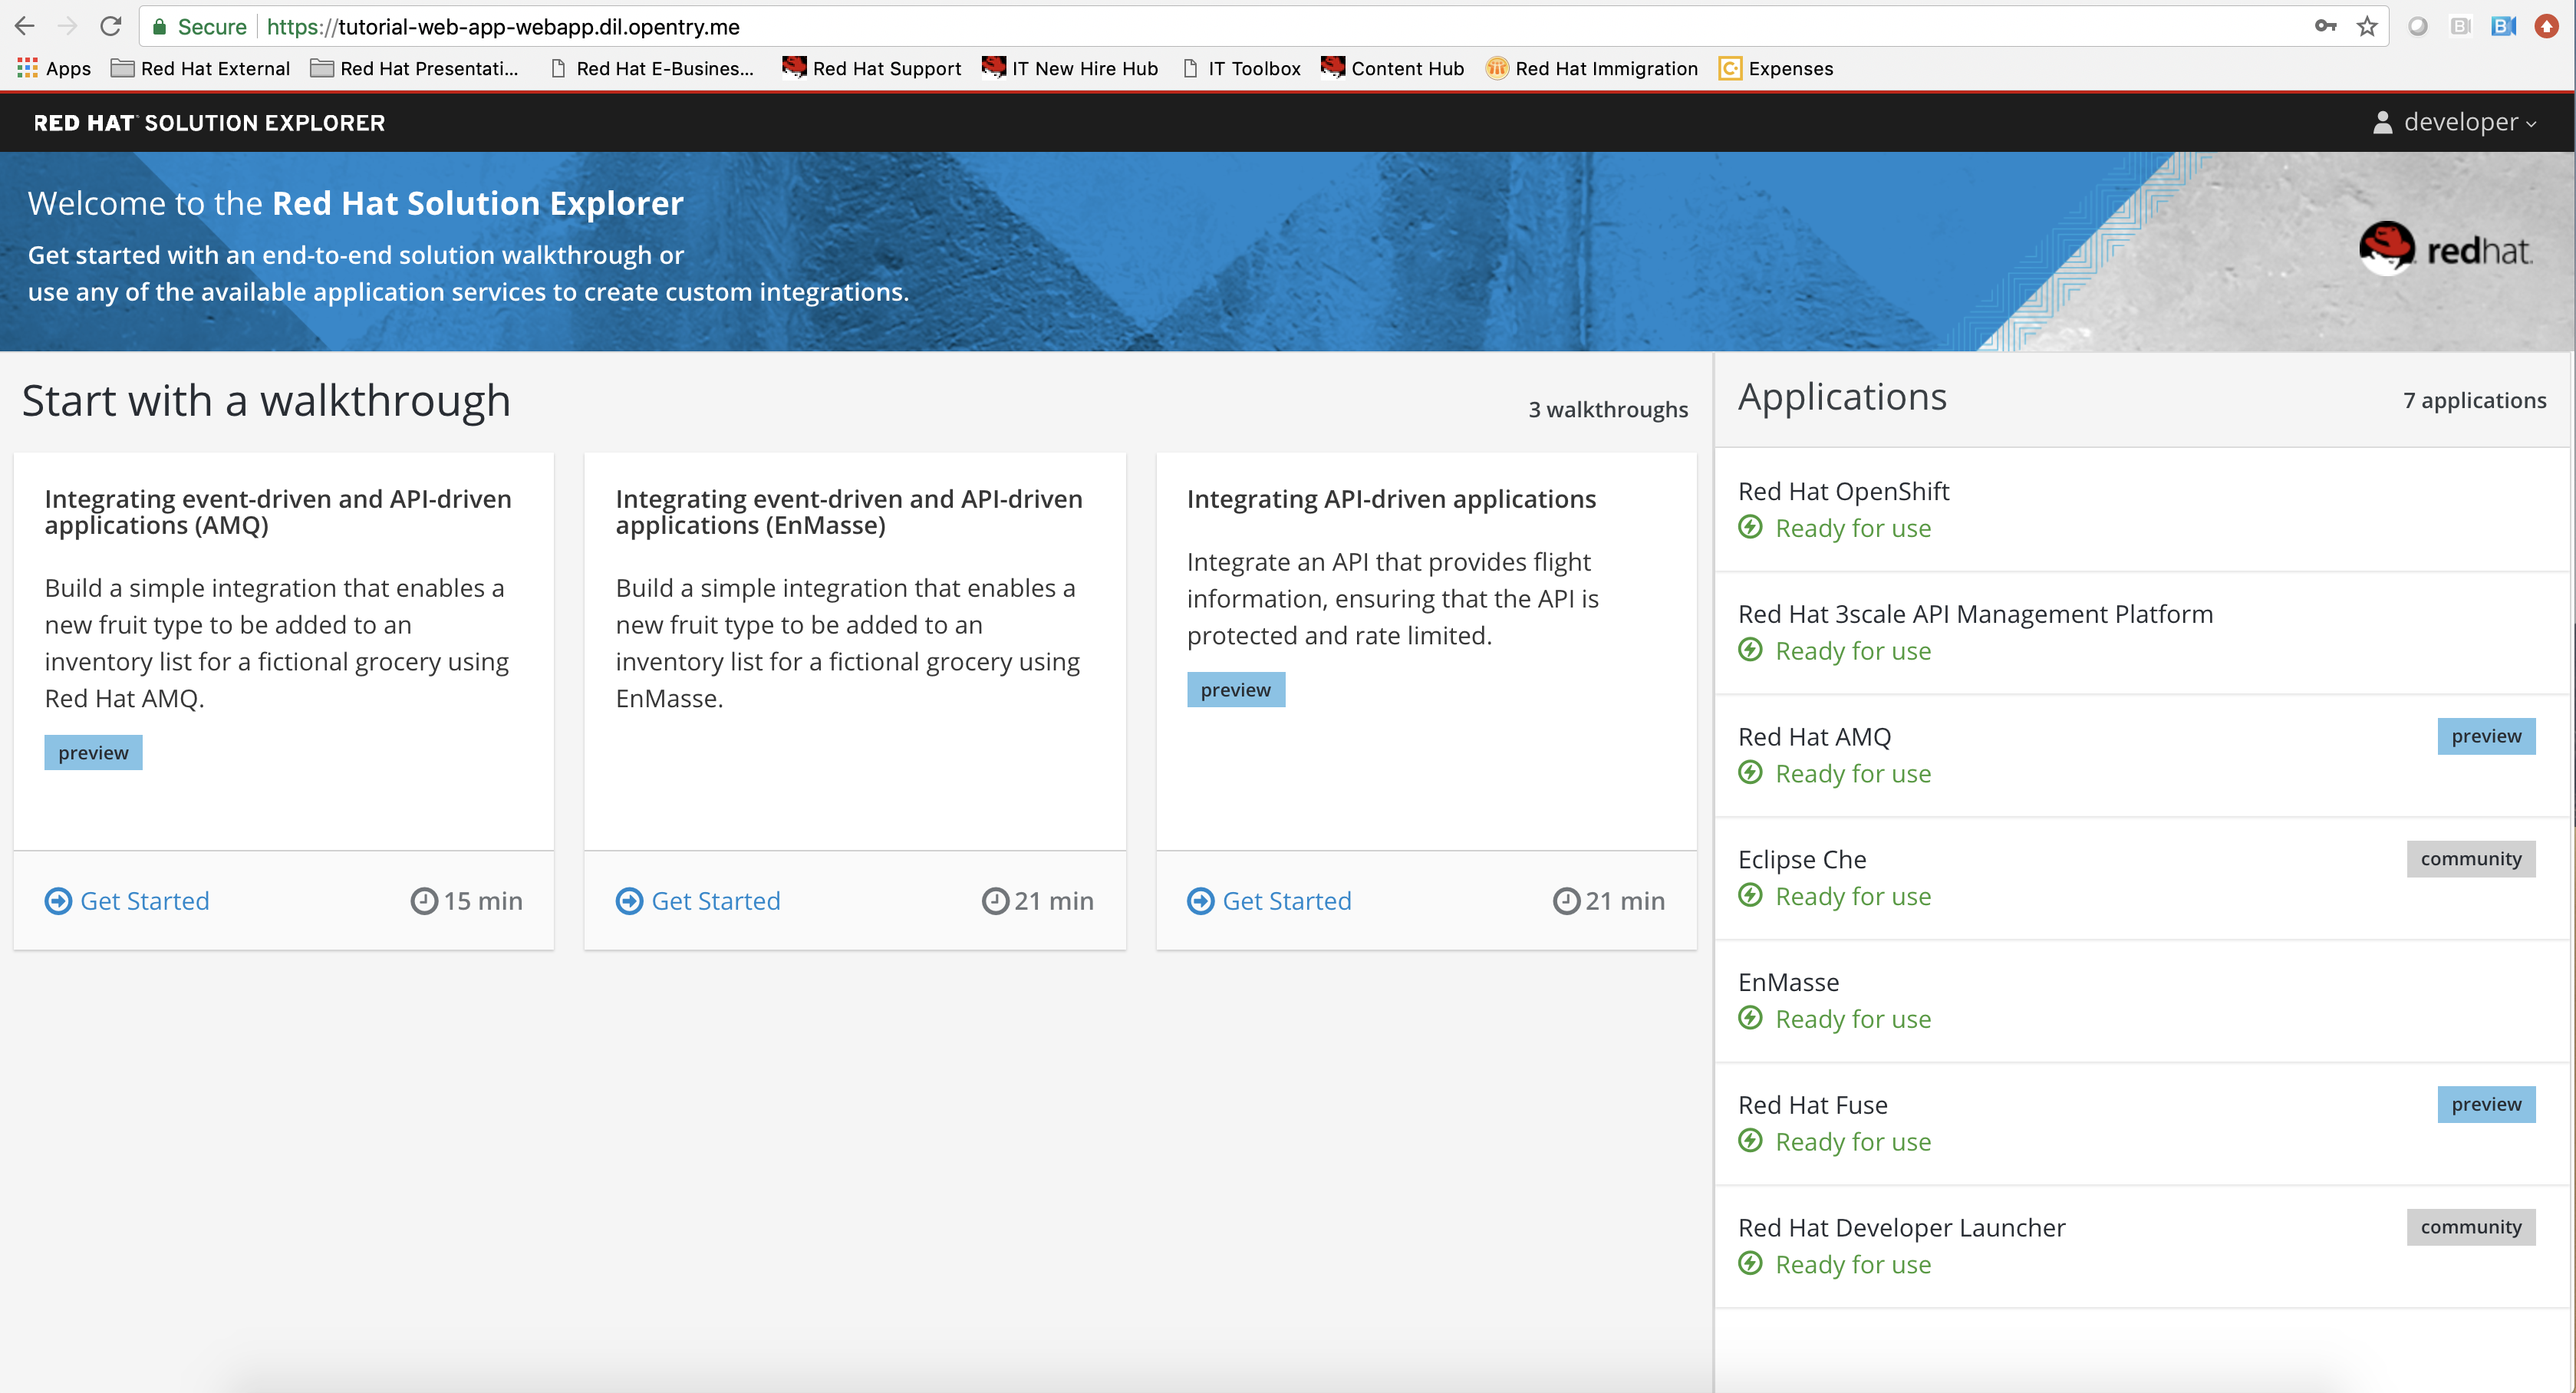 Secure https://tutorial-web-app-webapp.dil.opentry.me
Apps Red Hat External Red Hat Presentati... Red Hat E-Busines... Red Hat Support IT New Hire Hub IT Toolbox Content Hub Red Hat Immigration Expenses
RED HAT SOLUTION EXPLORER
developer
Welcome to the Red Hat Solution Explorer
Get started with an end-to-end solution walkthrough or
use any of the available application services to create custom integrations.
redhat.
Start with a walkthrough
3 walkthroughs
Integrating event-driven and API-driven
applications (AMQ)
Build a simple integration that enables a
new fruit type to be added to an
inventory list for a fictional grocery using
Red Hat AMQ.
preview
Get Started
15 min
Integrating event-driven and API-driven
applications (EnMasse)
Build a simple integration that enables a
new fruit type to be added to an
inventory list for a fictional grocery using
EnMasse.
Get Started
21 min
Integrating API-driven applications
Integrate an API that provides flight
information, ensuring that the API is
protected and rate limited.
preview
Get Started
21 min
Applications
7 applications
Red Hat OpenShift
Ready for use
Red Hat 3scale API Management Platform
Ready for use
Red Hat AMQ
preview
Ready for use
Eclipse Che
community
Ready for use
EnMasse
Ready for use
Red Hat Fuse
preview
Ready for use
Red Hat Developer Launcher
community
Ready for use